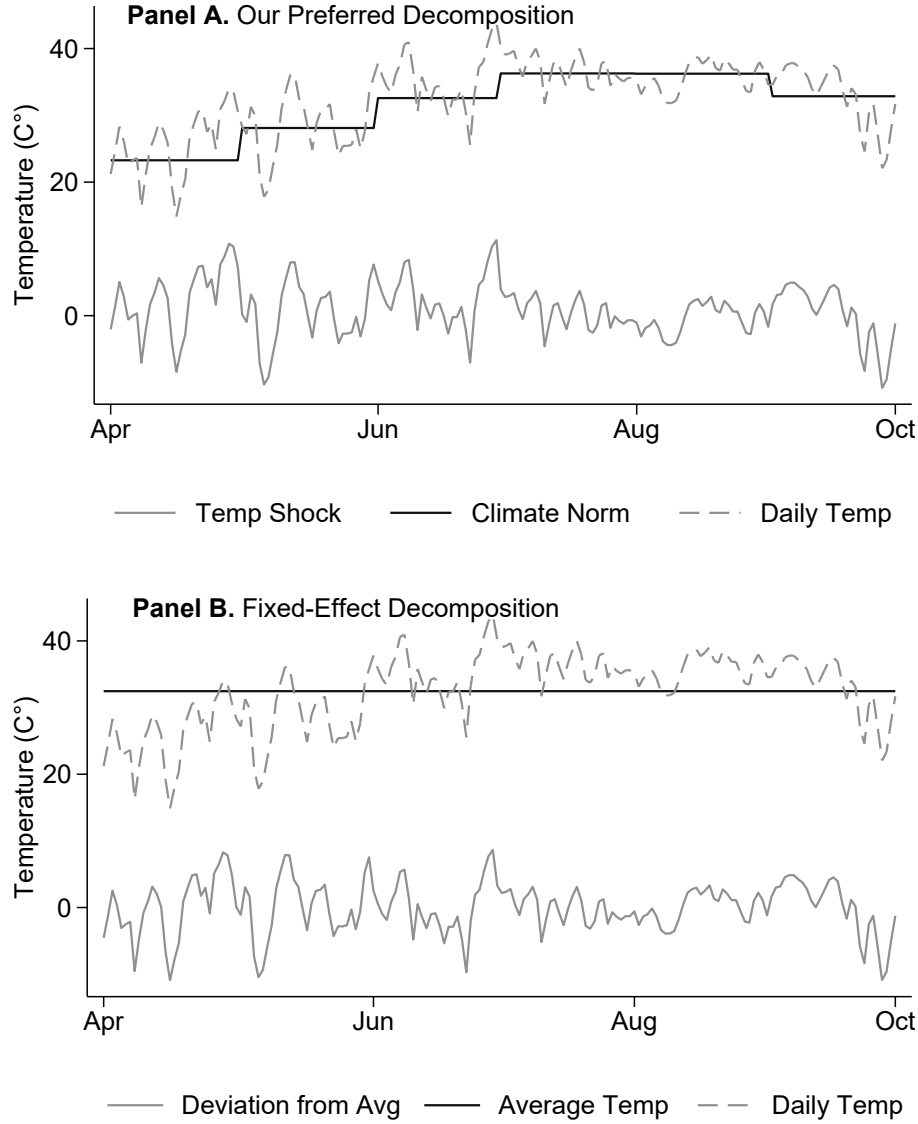 Panel A. Our Preferred Decomposition
Temperature (C°)
40
20
0
Apr Jun Aug Oct
Temp Shock Climate Norm Daily Temp
Panel B. Fixed-Effect Decomposition
Temperature (C°)
40
20
0
Apr Jun Aug Oct
Deviation from Avg Average Temp Daily Temp